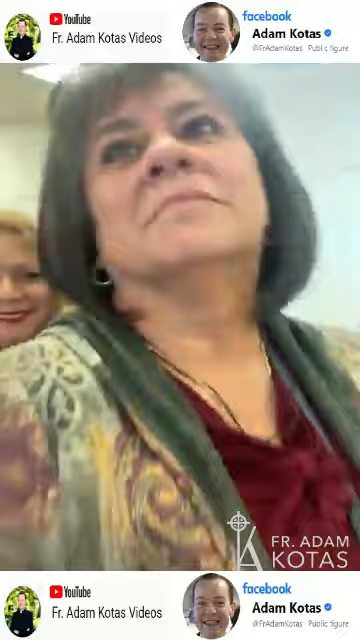 YouTube
Fr. Adam Kotas Videos
facebook
Adam Kotas
@FrAdamKotas · Public figure
FR. ADAM
KOTAS
YouTube
Fr. Adam Kotas Videos
facebook
Adam Kotas
@FrAdamKotas · Public figure